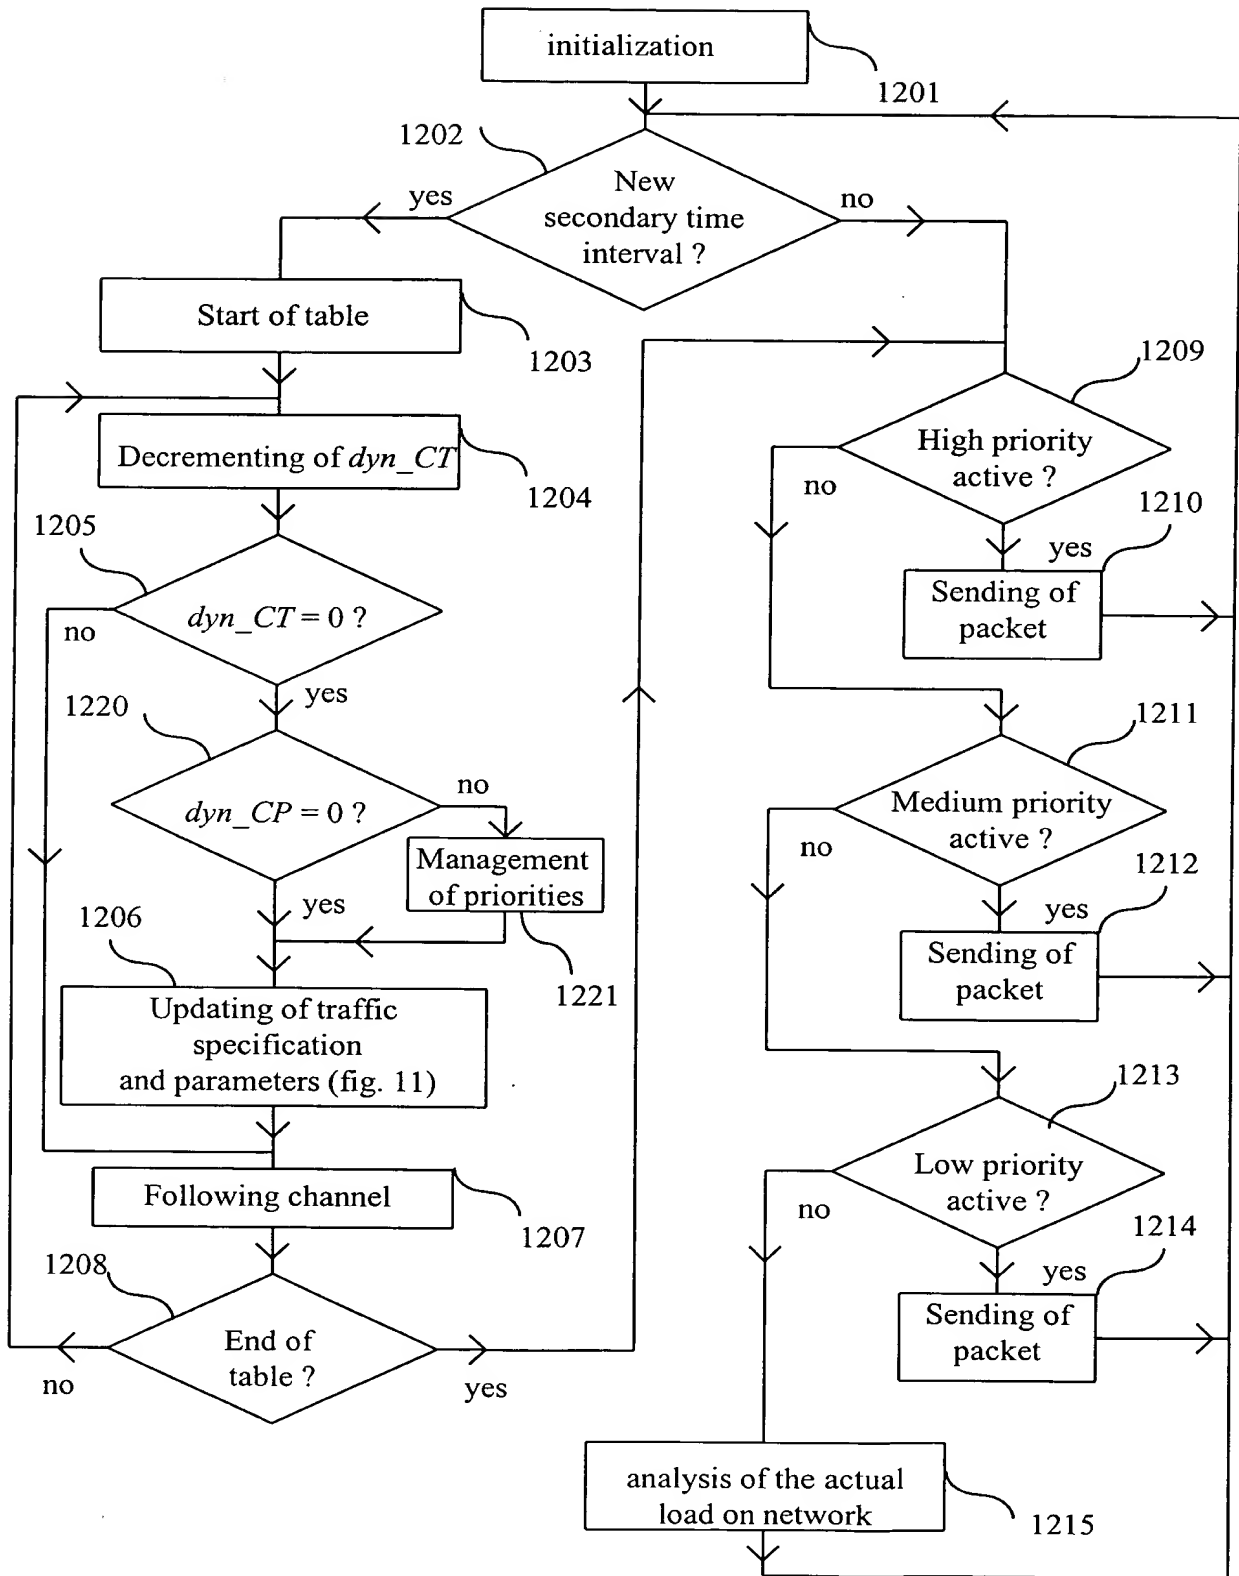 initialization
1201
1202
New
secondary time
interval ?
yes
no
Start of table
1203
Decrementing of dyn_CT
1204
1205
dyn_CT = 0 ?
no
yes
1220
dyn_CP = 0 ?
no
yes
Management
of priorities
1221
1206
Updating of traffic
specification
and parameters (fig. 11)
Following channel
1207
1208
End of
table ?
no
yes
1209
High priority
active ?
no
yes
1210
Sending of
packet
1211
Medium priority
active ?
no
yes
1212
Sending of
packet
1213
Low priority
active ?
no
yes
1214
Sending of
packet
analysis of the actual
load on network
1215